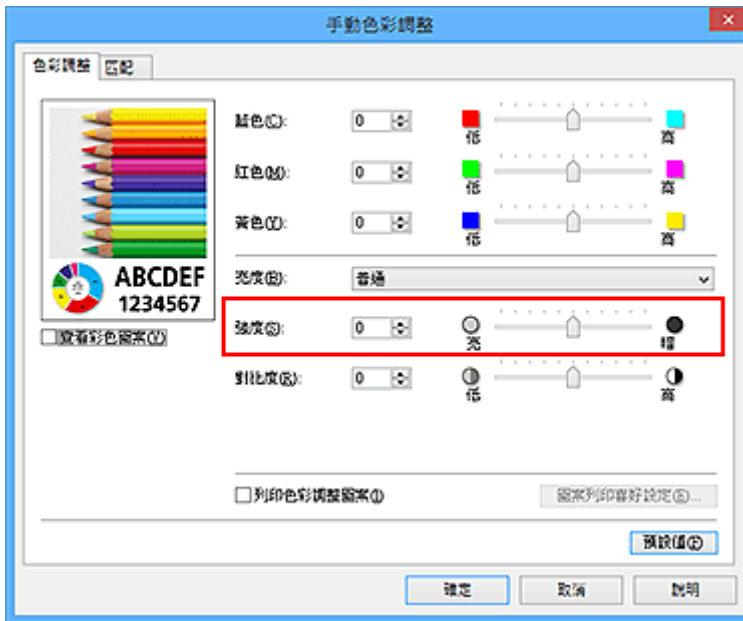 手動色彩調整
色彩調整 匹配
藍色(C): 0 低 高
紅色(M): 0 低 高
黃色(Y): 0 低 高
ABCDEF
1234567
亮度(B): 普通
強度(S): 0 亮 暗
查看彩色圖案(V)
對比度(R): 0 低 高
列印色彩調整圖案(I) 圖案列印喜好設定(E)...
預設值(F)
確定 取消 說明